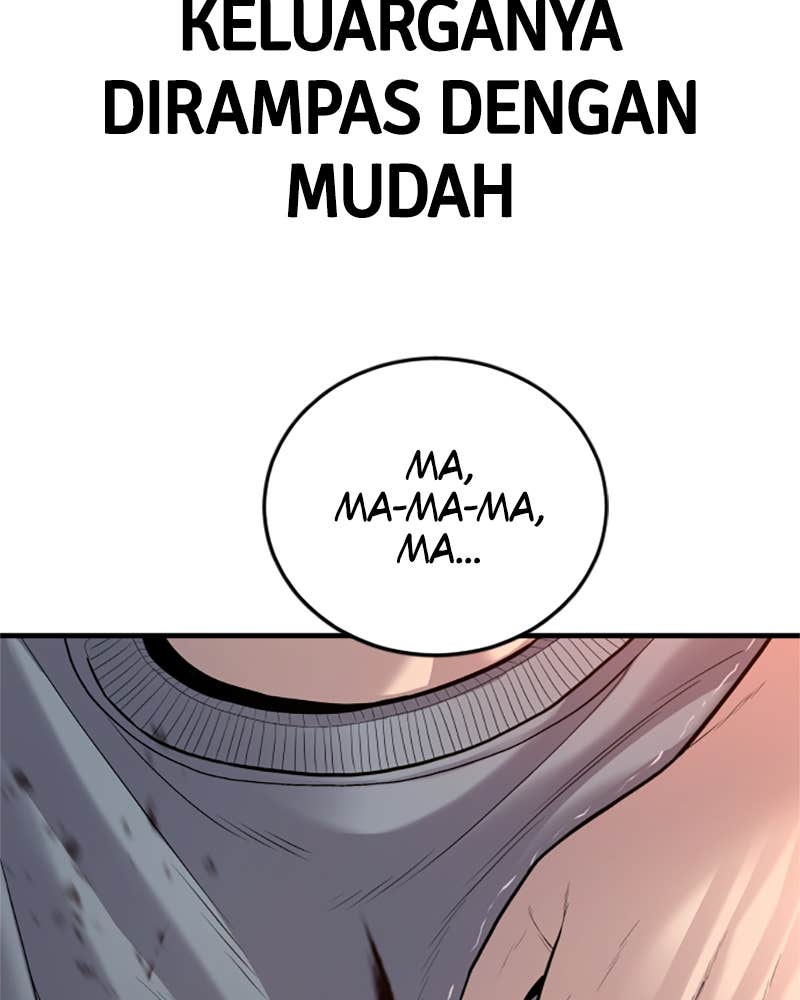 KELUARGANYA
DIRAMPAS DENGAN
MUDAH
MA,
MA-MA-MA,
MA...